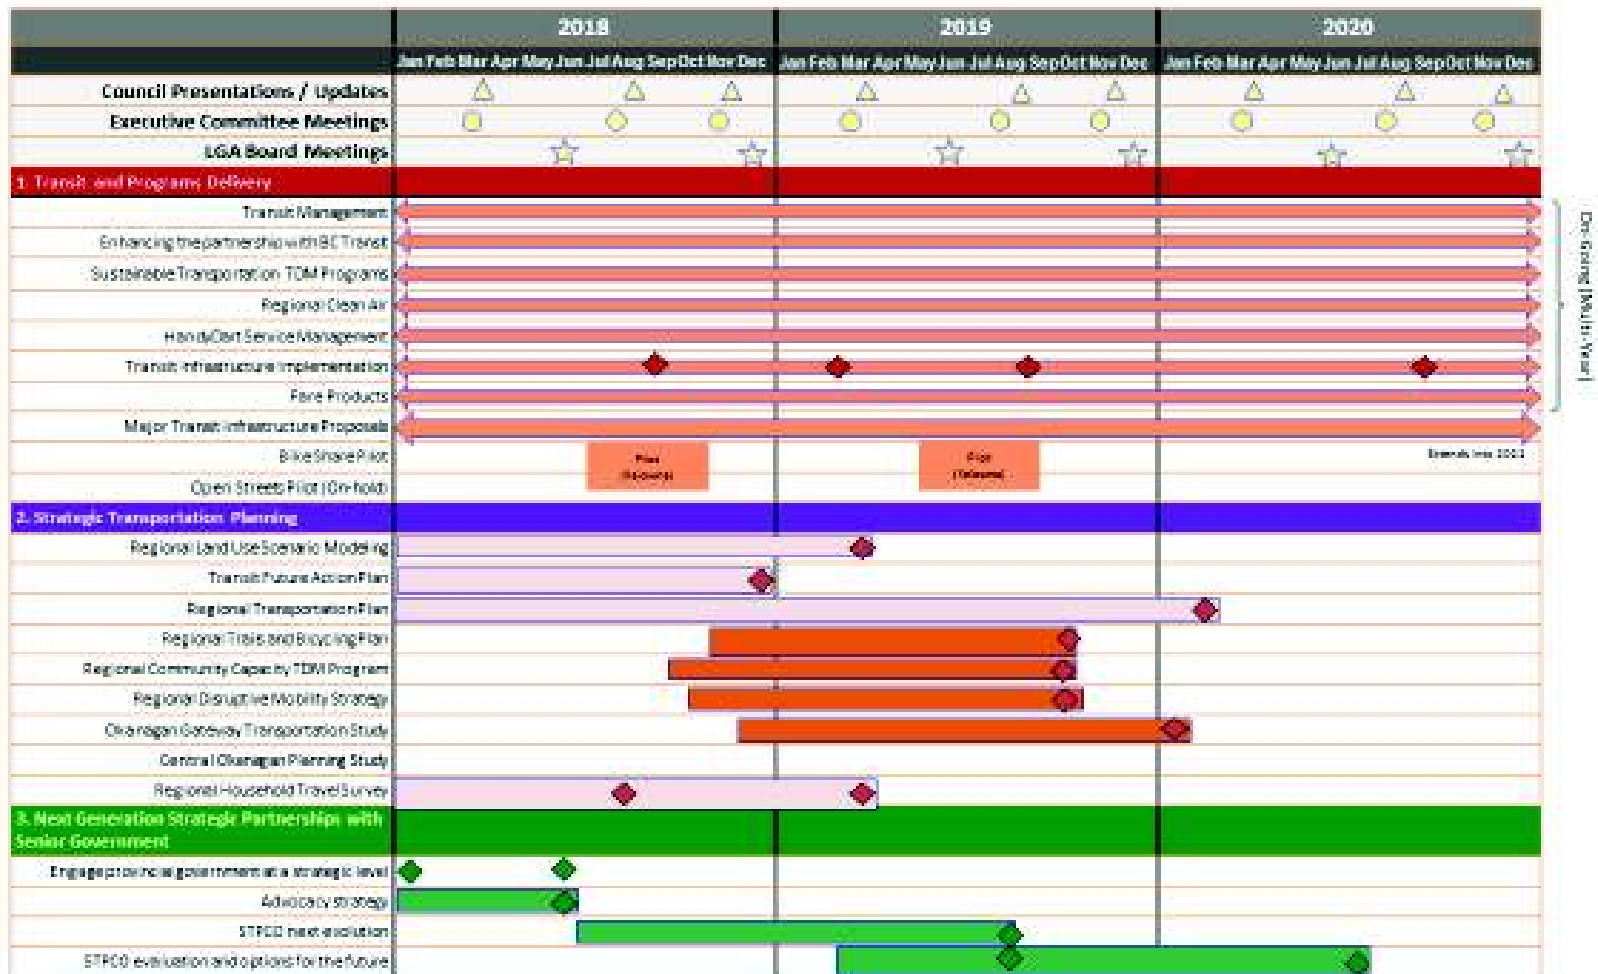 2018 2019 2020
Jan Feb Mar Apr May Jun Jul Aug Sep Oct Nov Dec Jan Feb Mar Apr May Jun Jul Aug Sep Oct Nov Dec Jan Feb Mar Apr May Jun Jul Aug Sep Oct Nov Dec
Council Presentations / Updates
Executive Committee Meetings
LGA Board Meetings
1. Transit and Programs Delivery
Transit Management
Enhancing the partnership with BC Transit
Sustainable Transportation TDM Programs
Regional Clean Air
HandyDart Service Management
Transit Infrastructure Implementation
Fare Products
Major Transit Infrastructure Proposals
Bike Share Pilot
Pilot
(Kelowna)
Pilot
(Kelowna)
Extends into
Open Streets Pilot (On-hold)
On-Going (Multi-Year)
2. Strategic Transportation Planning
Regional Land Use Scenario Modeling
Transit Future Action Plan
Regional Transportation Plan
Regional Trails and Bicycling Plan
Regional Community Capacity TDM Program
Regional Disruptive Mobility Strategy
Okanagan Gateway Transportation Study
Central Okanagan Planning Study
Regional Household Travel Survey
3. Next Generation Strategic Partnerships with
Senior Government
Engage provincial government at a strategic level
Advocacy strategy
STPCO next evolution
STPCO evaluation and options for the future